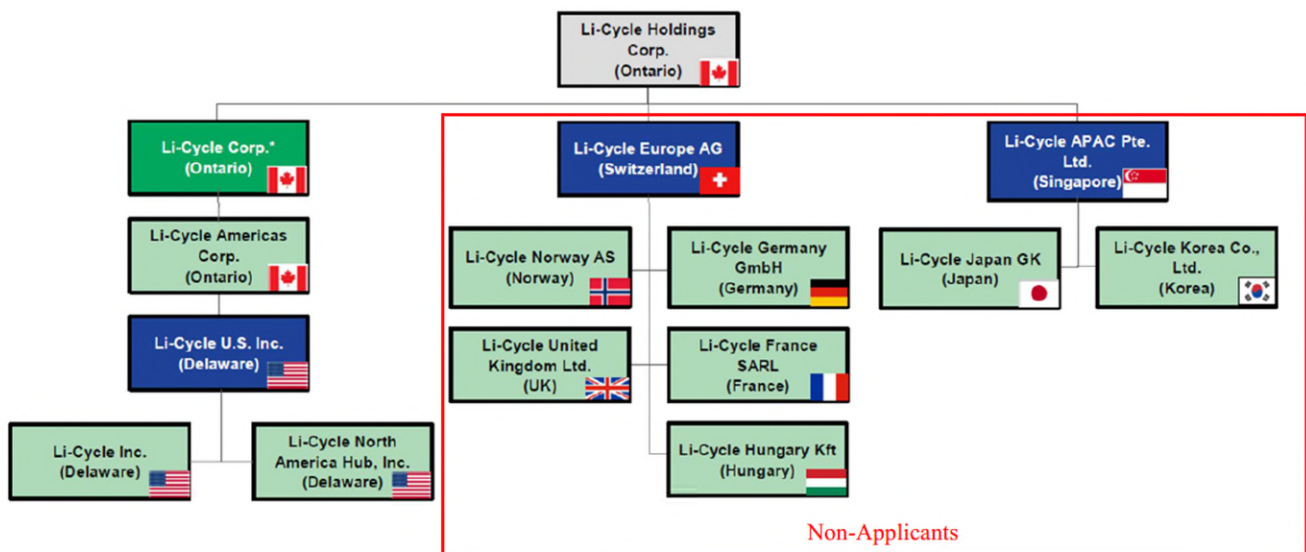 Li-Cycle Holdings
Corp.
(Ontario)
Li-Cycle Corp.*
(Ontario)
Li-Cycle Europe AG
(Switzerland)
Li-Cycle APAC Pte.
Ltd.
(Singapore)
Li-Cycle Americas
Corp.
(Ontario)
Li-Cycle Norway AS
(Norway)
Li-Cycle Germany
GmbH
(Germany)
Li-Cycle Japan GK
(Japan)
Li-Cycle Korea Co.,
Ltd.
(Korea)
Li-Cycle U.S. Inc.
(Delaware)
Li-Cycle United
Kingdom Ltd.
(UK)
Li-Cycle France
SARL
(France)
Li-Cycle Inc.
(Delaware)
Li-Cycle North
America Hub, Inc.
(Delaware)
Li-Cycle Hungary Kft
(Hungary)
Non-Applicants